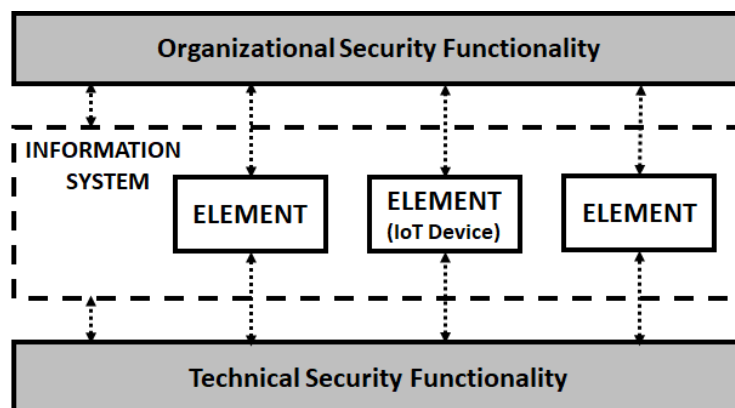 Organizational Security Functionality
INFORMATION
SYSTEM
ELEMENT
ELEMENT
(IoT Device)
ELEMENT
Technical Security Functionality